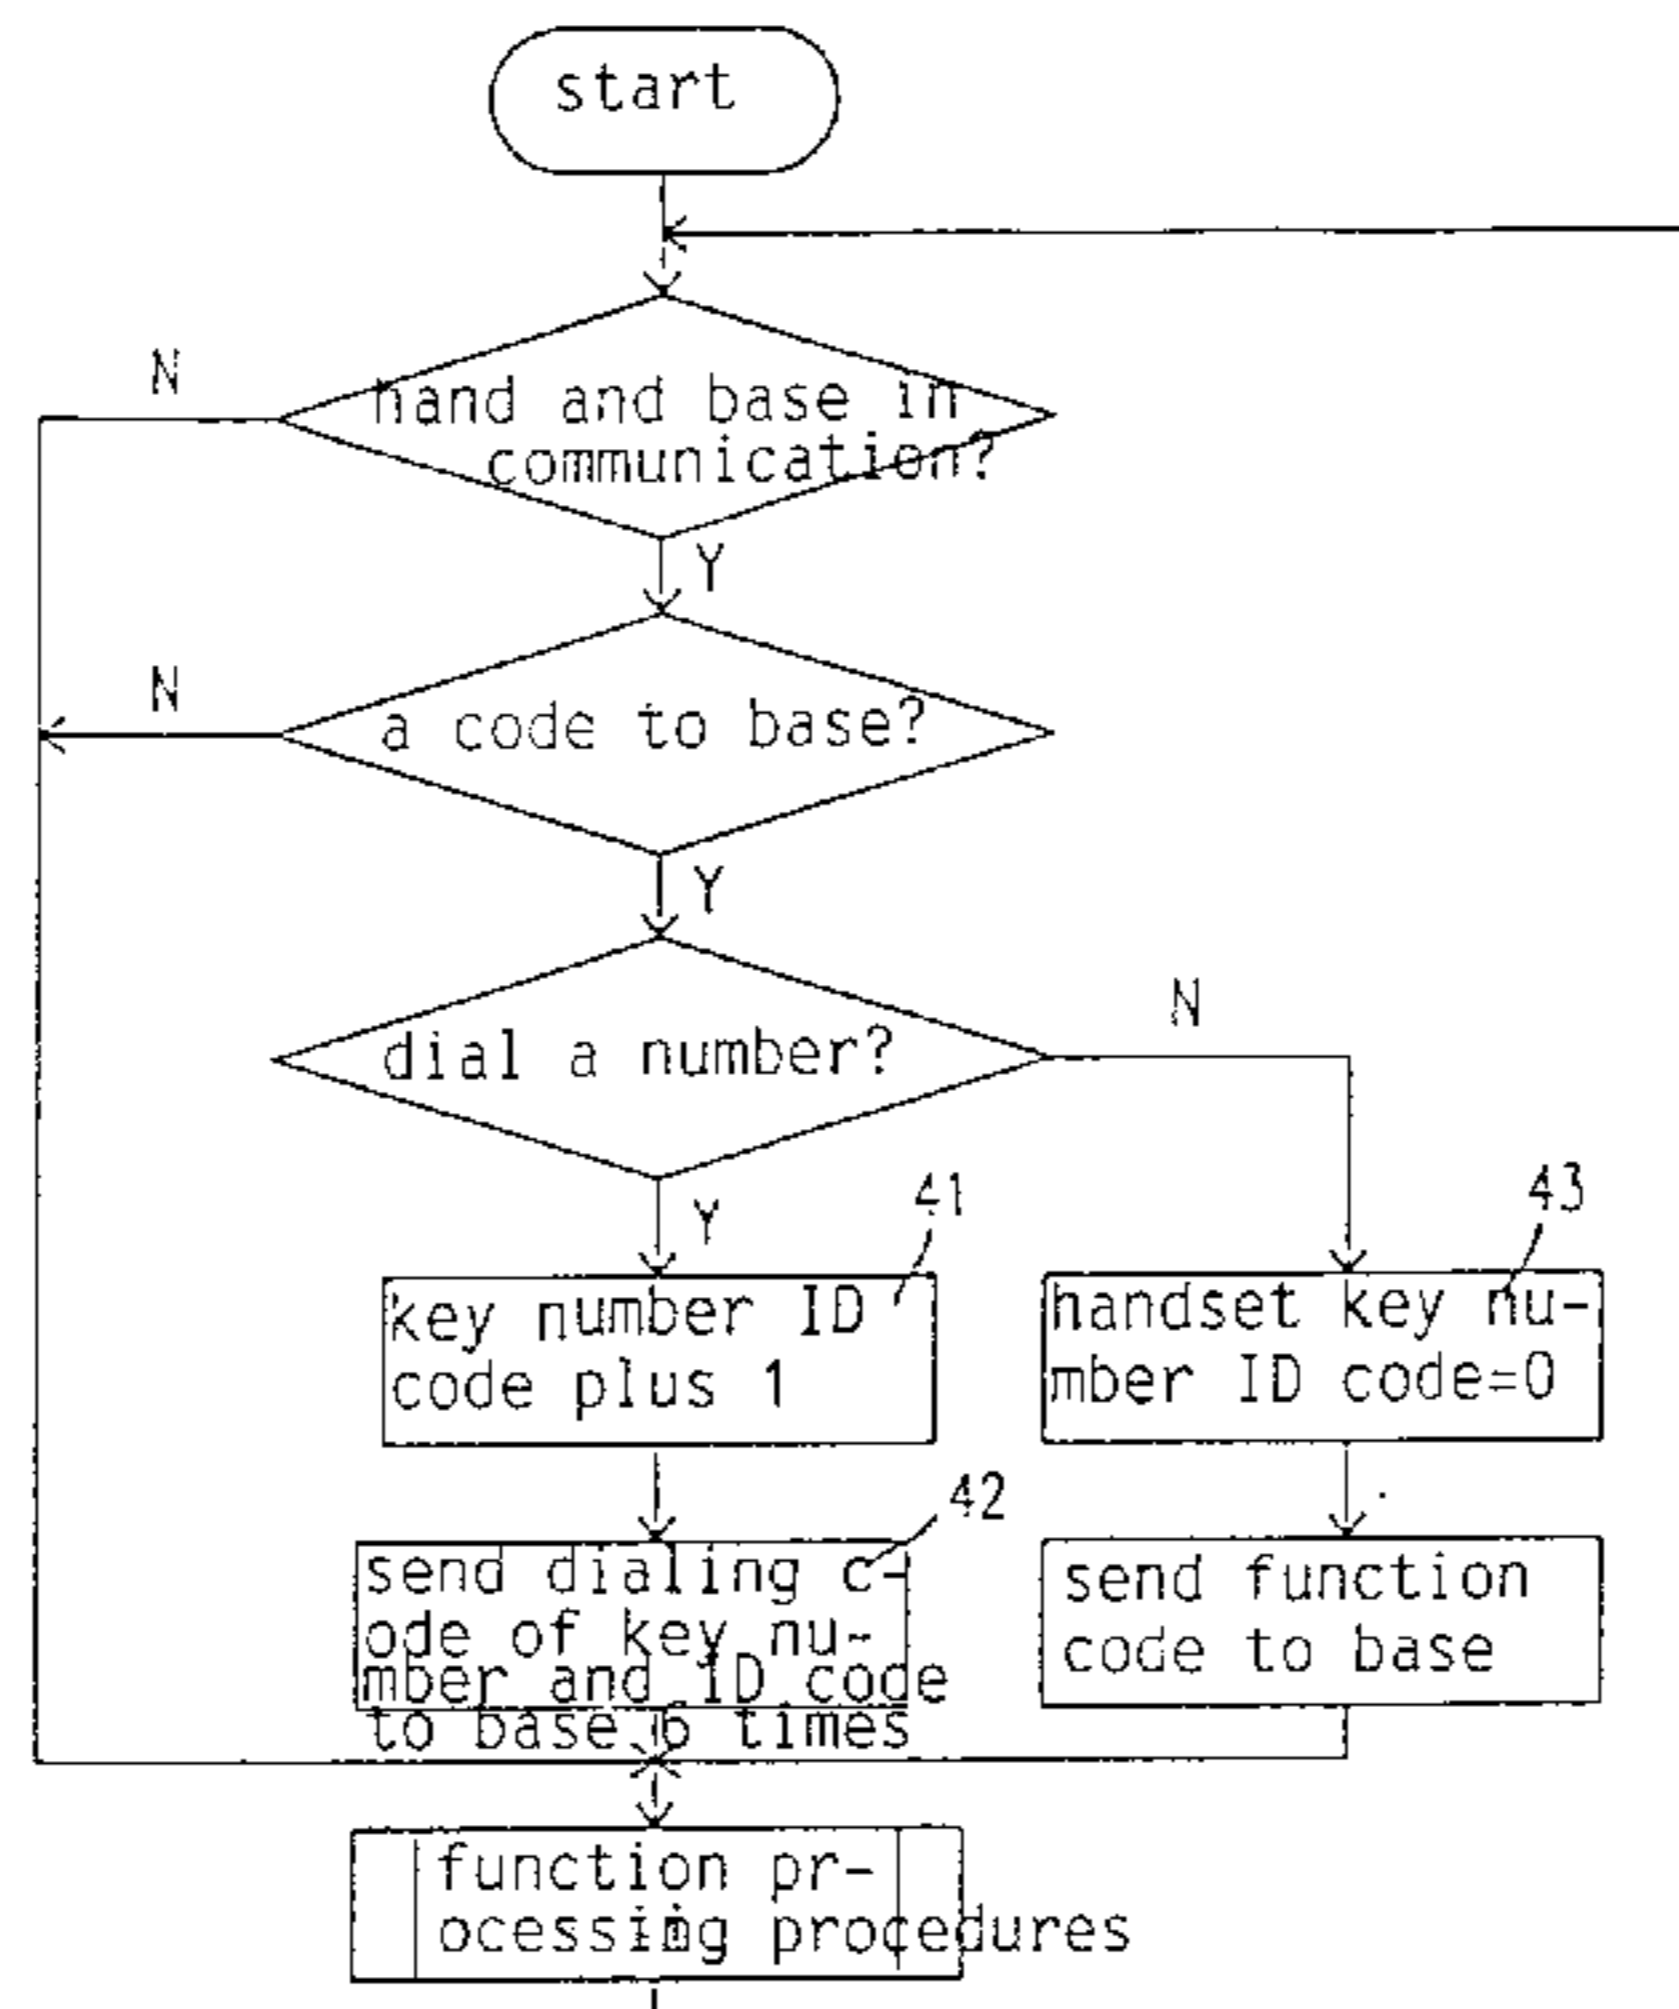 start
N
hand and base in
communication?
Y
N
a code to base?
Y
dial a number?
N
Y
41
43
key number ID
code plus 1
handset key nu-
mber ID code=0
42
send dialing c-
ode of key nu-
mber and ID code
to base 6 times
send function
code to base
function pr-
ocessing procedures